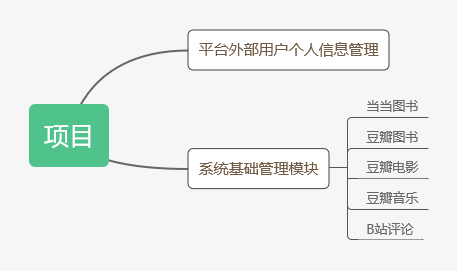 项目
平台外部用户个人信息管理
系统基础管理模块
当当图书
豆瓣图书
豆瓣电影
豆瓣音乐
B站评论